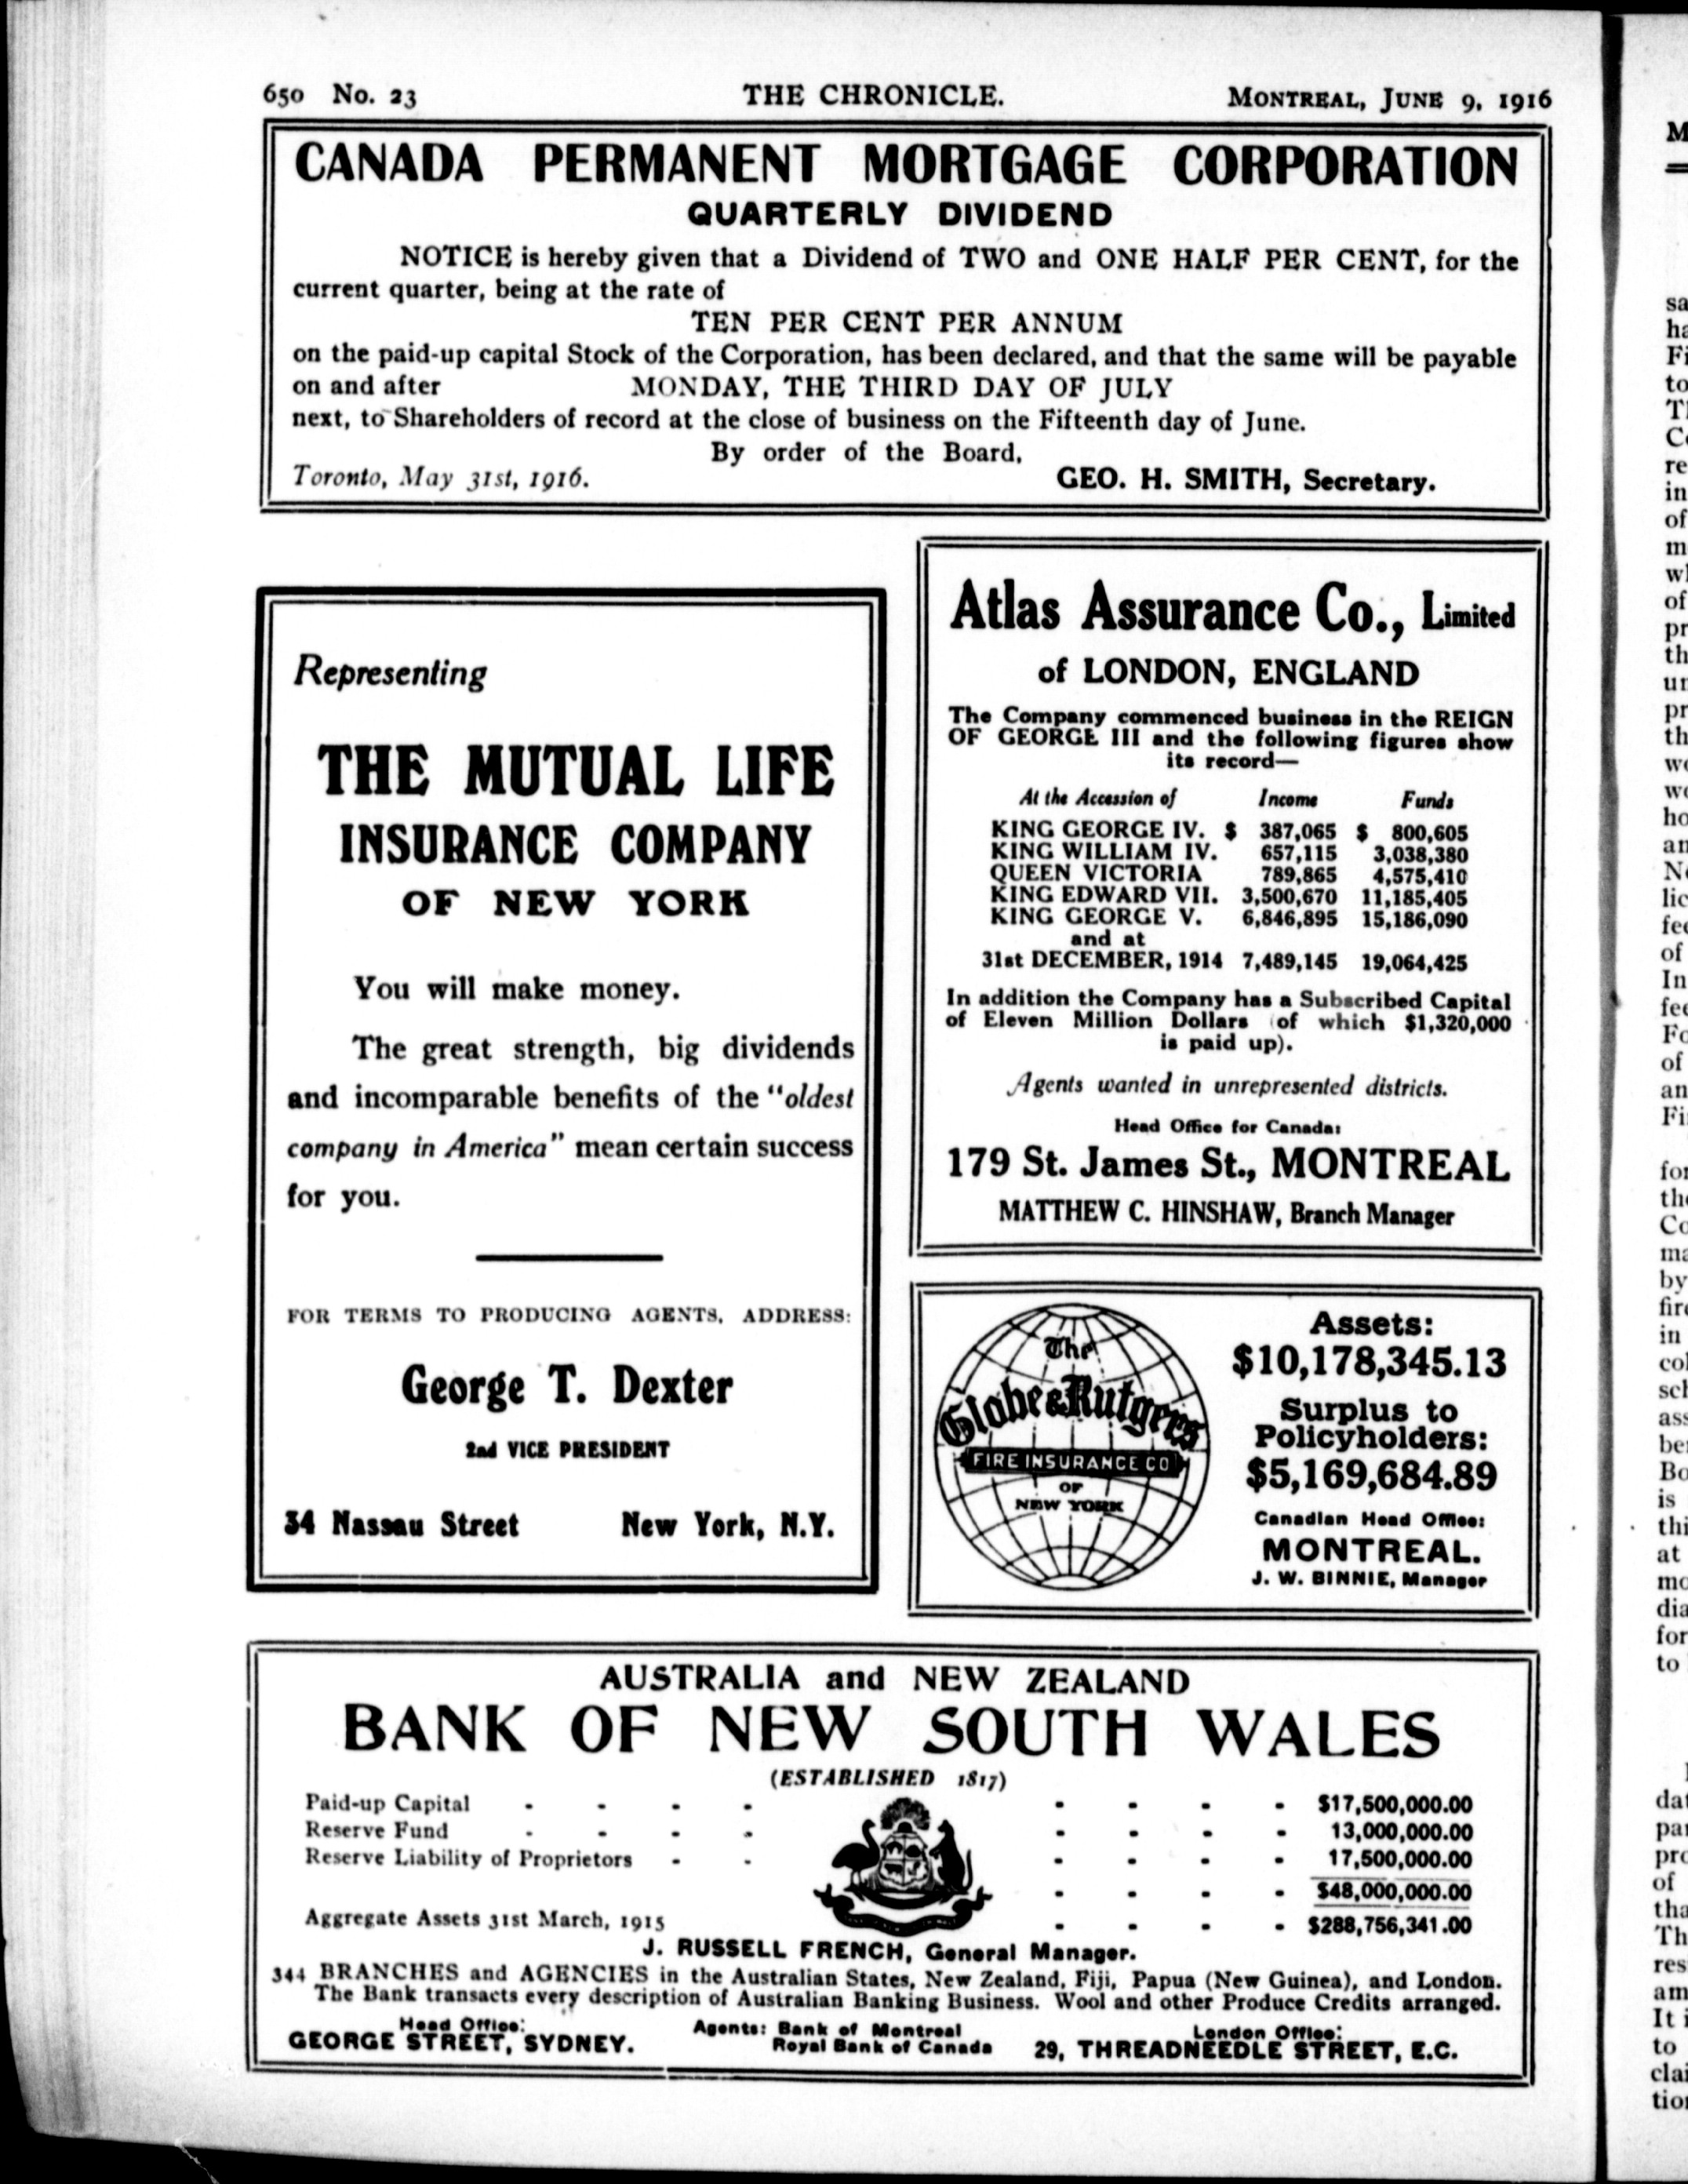 650 No. 23 THE CHRONICLE. MONTREAL, JUNE 9, 1916
CANADA PERMANENT MORTGAGE CORPORATION
QUARTERLY DIVIDEND
NOTICE is hereby given that a Dividend of TWO and ONE HALF PER CENT, for the
current quarter, being at the rate of
TEN PER CENT PER ANNUM
on the paid-up capital Stock of the Corporation, has been declared, and that the same will be payable
on and after MONDAY, THE THIRD DAY OF JULY
next, to Shareholders of record at the close of business on the Fifteenth day of June.
By order of the Board,
Toronto, May 31st, 1916. GEO. H. SMITH, Secretary.
Representing
THE MUTUAL LIFE
INSURANCE COMPANY
OF NEW YORK
You will make money.
The great strength, big dividends
and incomparable benefits of the "oldest
company in America" mean certain success
for you.
FOR TERMS TO PRODUCING AGENTS, ADDRESS:
George T. Dexter
2nd VICE PRESIDENT
34 Nassau Street New York, N.Y.
Atlas Assurance Co., Limited
of LONDON, ENGLAND
The Company commenced business in the REIGN
OF GEORGE III and the following figures show
its record—
At the Accession of Income Funds
KING GEORGE IV. $ 387,065 $ 800,605
KING WILLIAM IV. 657,115 3,038,380
QUEEN VICTORIA 789,865 4,575,410
KING EDWARD VII. 3,500,670 11,185,405
KING GEORGE V. 6,846,895 15,186,090
and at
31st DECEMBER, 1914 7,489,145 19,064,425
In addition the Company has a Subscribed Capital
of Eleven Million Dollars (of which $1,320,000
is paid up).
Agents wanted in unrepresented districts.
Head Office for Canada:
179 St. James St., MONTREAL
MATTHEW C. HINSHAW, Branch Manager
The
Globe & Rutgers
FIRE INSURANCE CO
OF
NEW YORK
Assets:
$10,178,345.13
Surplus to
Policyholders:
$5,169,684.89
Canadian Head Office:
MONTREAL.
J. W. BINNIE, Manager
AUSTRALIA and NEW ZEALAND
BANK OF NEW SOUTH WALES
(ESTABLISHED 1817)
Paid-up Capital - - - - - - - - $17,500,000.00
Reserve Fund - - - - - - - - 13,000,000.00
Reserve Liability of Proprietors - - - - - - 17,500,000.00
- - - - $48,000,000.00
Aggregate Assets 31st March, 1915 - - - - $288,756,341.00
J. RUSSELL FRENCH, General Manager.
344 BRANCHES and AGENCIES in the Australian States, New Zealand, Fiji, Papua (New Guinea), and London.
The Bank transacts every description of Australian Banking Business. Wool and other Produce Credits arranged.
Head Office:
GEORGE STREET, SYDNEY.
Agents: Bank of Montreal
Royal Bank of Canada
London Office:
29, THREADNEEDLE STREET, E.C.